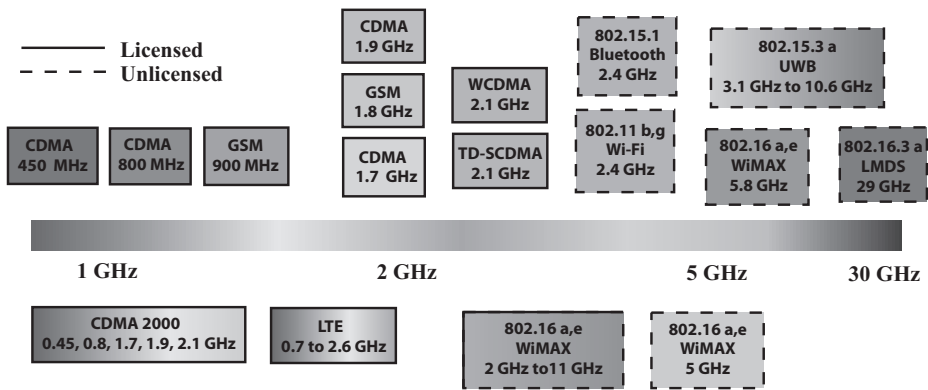 Licensed
Unlicensed
CDMA
1.9 GHz
GSM
1.8 GHz
CDMA
1.7 GHz
WCDMA
2.1 GHz
TD-SCDMA
2.1 GHz
802.15.1
Bluetooth
2.4 GHz
802.11 b,g
Wi-Fi
2.4 GHz
802.15.3 a
UWB
3.1 GHz to 10.6 GHz
CDMA
450 MHz
CDMA
800 MHz
GSM
900 MHz
802.16 a,e
WiMAX
5.8 GHz
802.16.3 a
LMDS
29 GHz
1 GHz
2 GHz
5 GHz
30 GHz
CDMA 2000
0.45, 0.8, 1.7, 1.9, 2.1 GHz
LTE
0.7 to 2.6 GHz
802.16 a,e
WiMAX
2 GHz to11 GHz
802.16 a,e
WiMAX
5 GHz